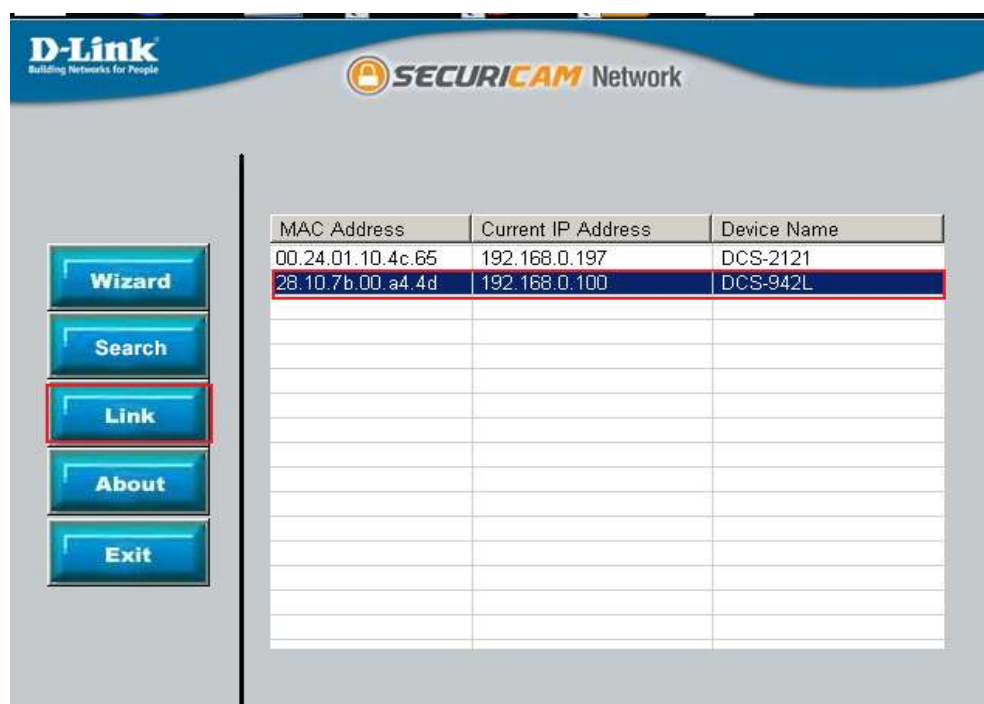 D-Link
Building Networks for People
SECURICAM Network
MAC Address Current IP Address Device Name
00.24.01.10.4c.65 192.168.0.197 DCS-2121
28.10.7b.00.a4.4d 192.168.0.100 DCS-942L
Wizard
Search
Link
About
Exit